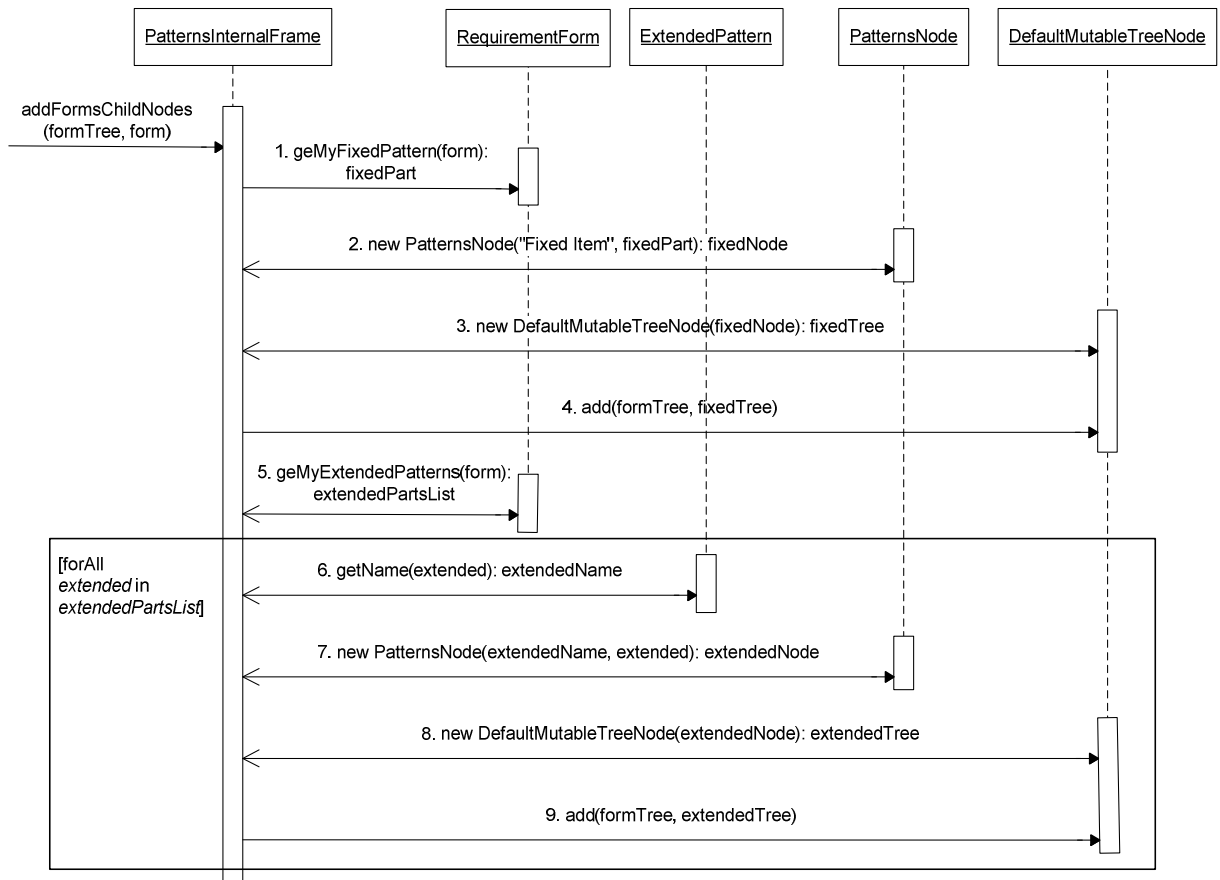 PatternsInternalFrame
RequirementForm
ExtendedPattern
PatternsNode
DefaultMutableTreeNode
addFormsChildNodes
(formTree, form)
1. geMyFixedPattern(form):
fixedPart
2. new PatternsNode("Fixed Item", fixedPart): fixedNode
3. new DefaultMutableTreeNode(fixedNode): fixedTree
4. add(formTree, fixedTree)
5. geMyExtendedPatterns(form):
extendedPartsList
[forAll
extended in
extendedPartsList]
6. getName(extended): extendedName
7. new PatternsNode(extendedName, extended): extendedNode
8. new DefaultMutableTreeNode(extendedNode): extendedTree
9. add(formTree, extendedTree)